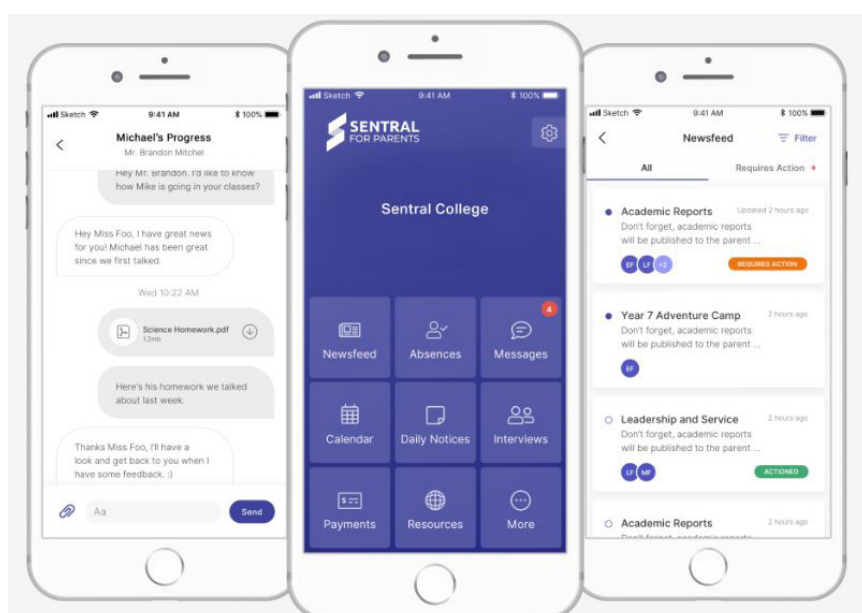 Sketch 9:41 AM 100%
Michael's Progress
Mr. Brandon Mitchel
Hey Mr. Brandon. I'd like to know
how Mike is going in your classes?
Hey Miss Foo, I have great news
for you! Michael has been great
since we first talked.
Wed 10:22 AM
Science Homework.pdf
1.2mb
Here's his homework we talked
about last week.
Thanks Miss Foo, I'll have a
look and get back to you when I
have some feedback. :)
Aa
Send
Sketch 9:41 AM 100%
SENTRAL
FOR PARENTS
Sentral College
4
Newsfeed Absences Messages
Calendar Daily Notices Interviews
Payments Resources More
Sketch 9:41 AM 100%
Newsfeed Filter
All Requires Action
Academic Reports Updated 2 hours ago
Don't forget, academic reports
will be published to the parent ...
EF LF +2 REQUIRES ACTION
Year 7 Adventure Camp 2 hours ago
Don't forget, academic reports
will be published to the parent ...
EF
Leadership and Service 2 hours ago
Don't forget, academic reports
will be published to the parent ...
LF MF ACTIONED
Academic Reports 2 hours ago
Don't forget, academic reports